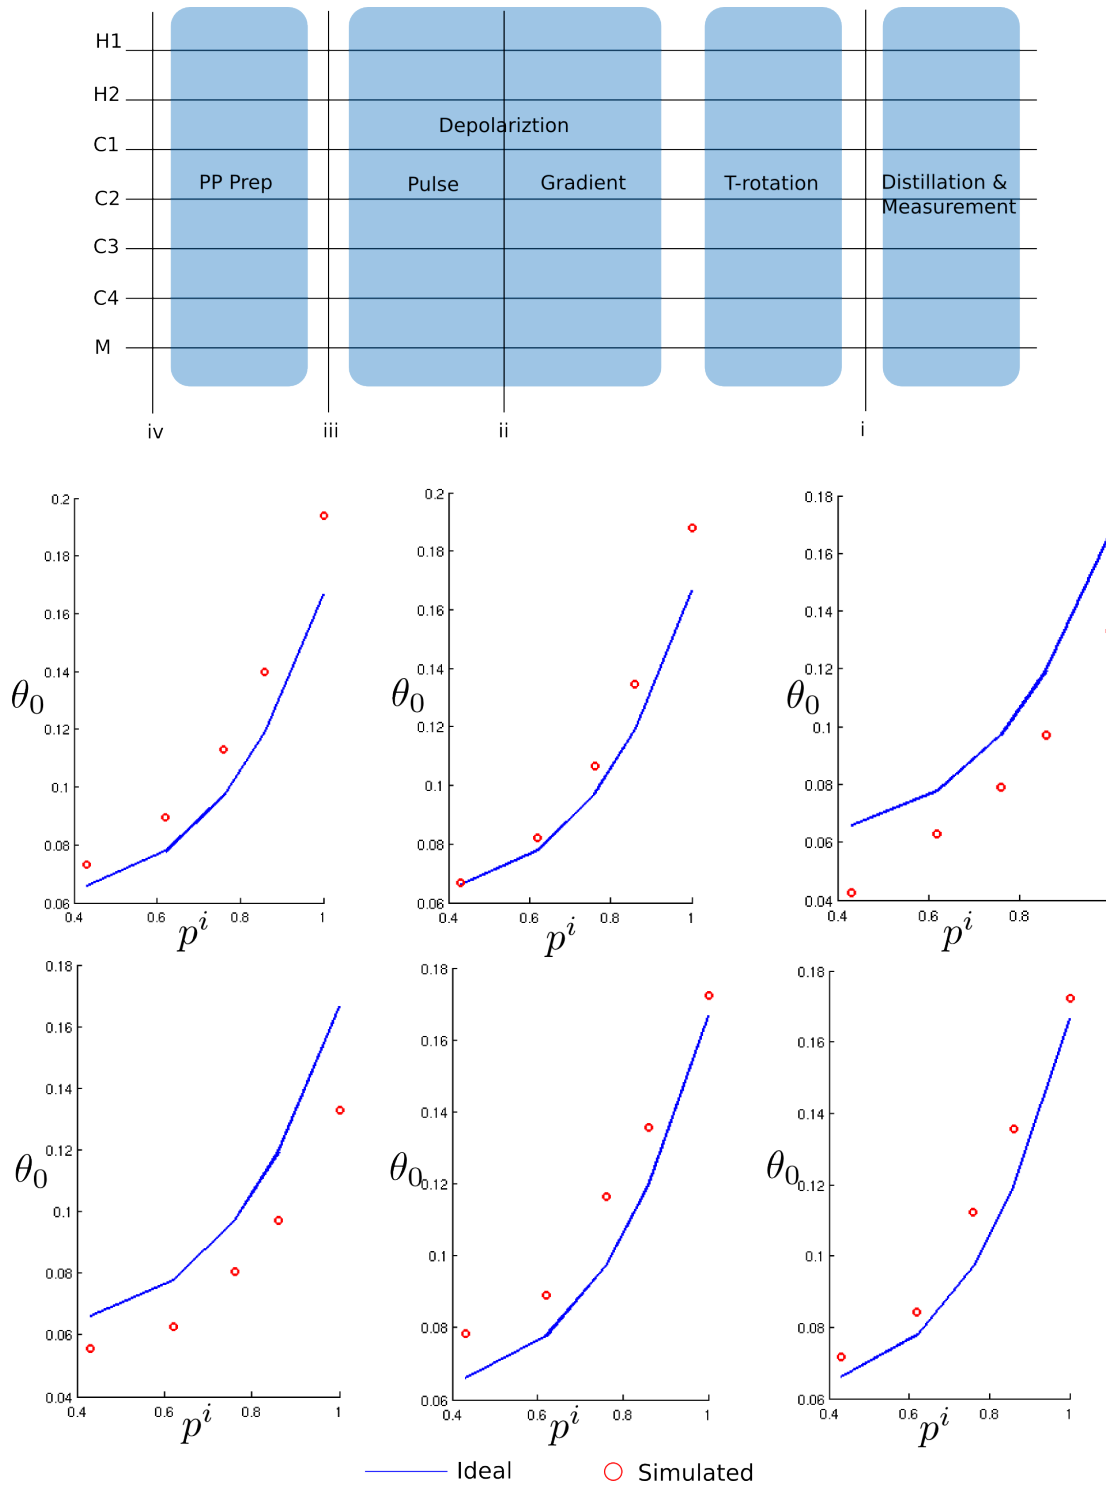 H1
H2
Depolariztion
C1
PP Prep
Pulse
Gradient
T-rotation
Distillation &
Measurement
C2
C3
C4
M
iv
iii
ii
i
0.2
0.18
0.16
0.14
θ0
0.12
0.1
0.08
0.06
0.4
0.6
0.8
1
p^i
0.2
0.18
0.16
0.14
θ0
0.12
0.1
0.08
0.06
0.4
0.6
0.8
1
p^i
0.18
0.16
0.14
0.12
θ0
0.1
0.08
0.06
0.04
0.4
0.6
0.8
p^i
0.18
0.16
0.14
0.12
θ0
0.1
0.08
0.06
0.04
0.4
0.6
0.8
1
p^i
0.18
0.16
0.14
θ0
0.12
0.1
0.08
0.06
0.4
0.6
0.8
1
p^i
0.18
0.16
0.14
θ0
0.12
0.1
0.08
0.06
0.4
0.6
0.8
1
p^i
Ideal
Simulated